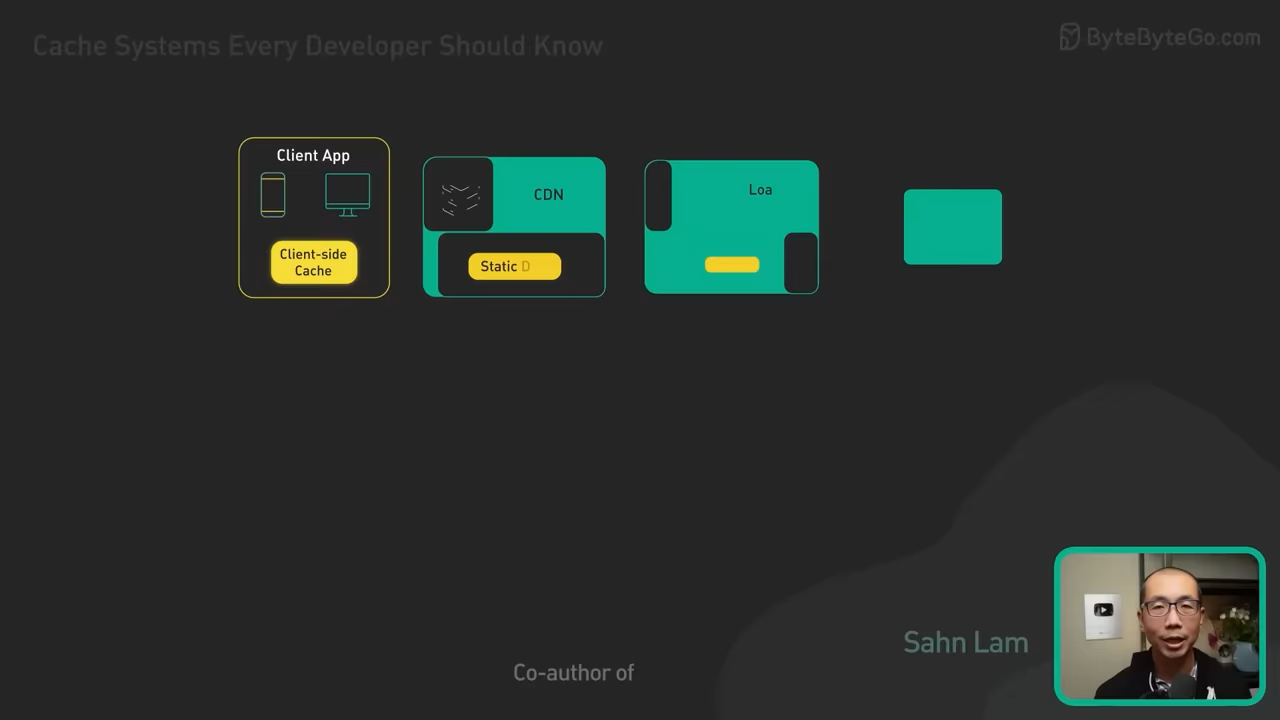 Cache Systems Every Developer Should Know
ByteByteGo.com
Client App
Client-side
Cache
CDN
Static D
Loa
Sahn Lam
Co-author of